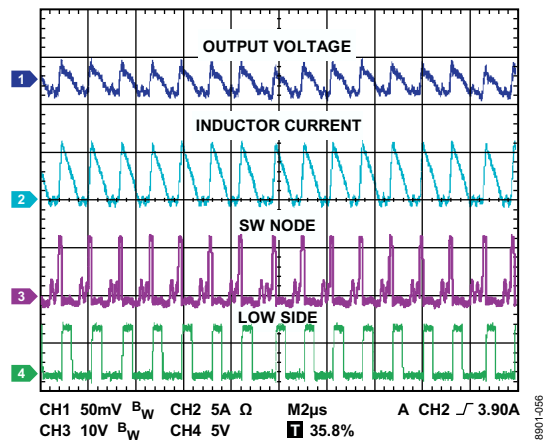 OUTPUT VOLTAGE
1
INDUCTOR CURRENT
2
SW NODE
3
LOW SIDE
4
CH1 50mV BW CH2 5A Ω M2µs A CH2 3.90A
CH3 10V BW CH4 5V T 35.8%
8901-056